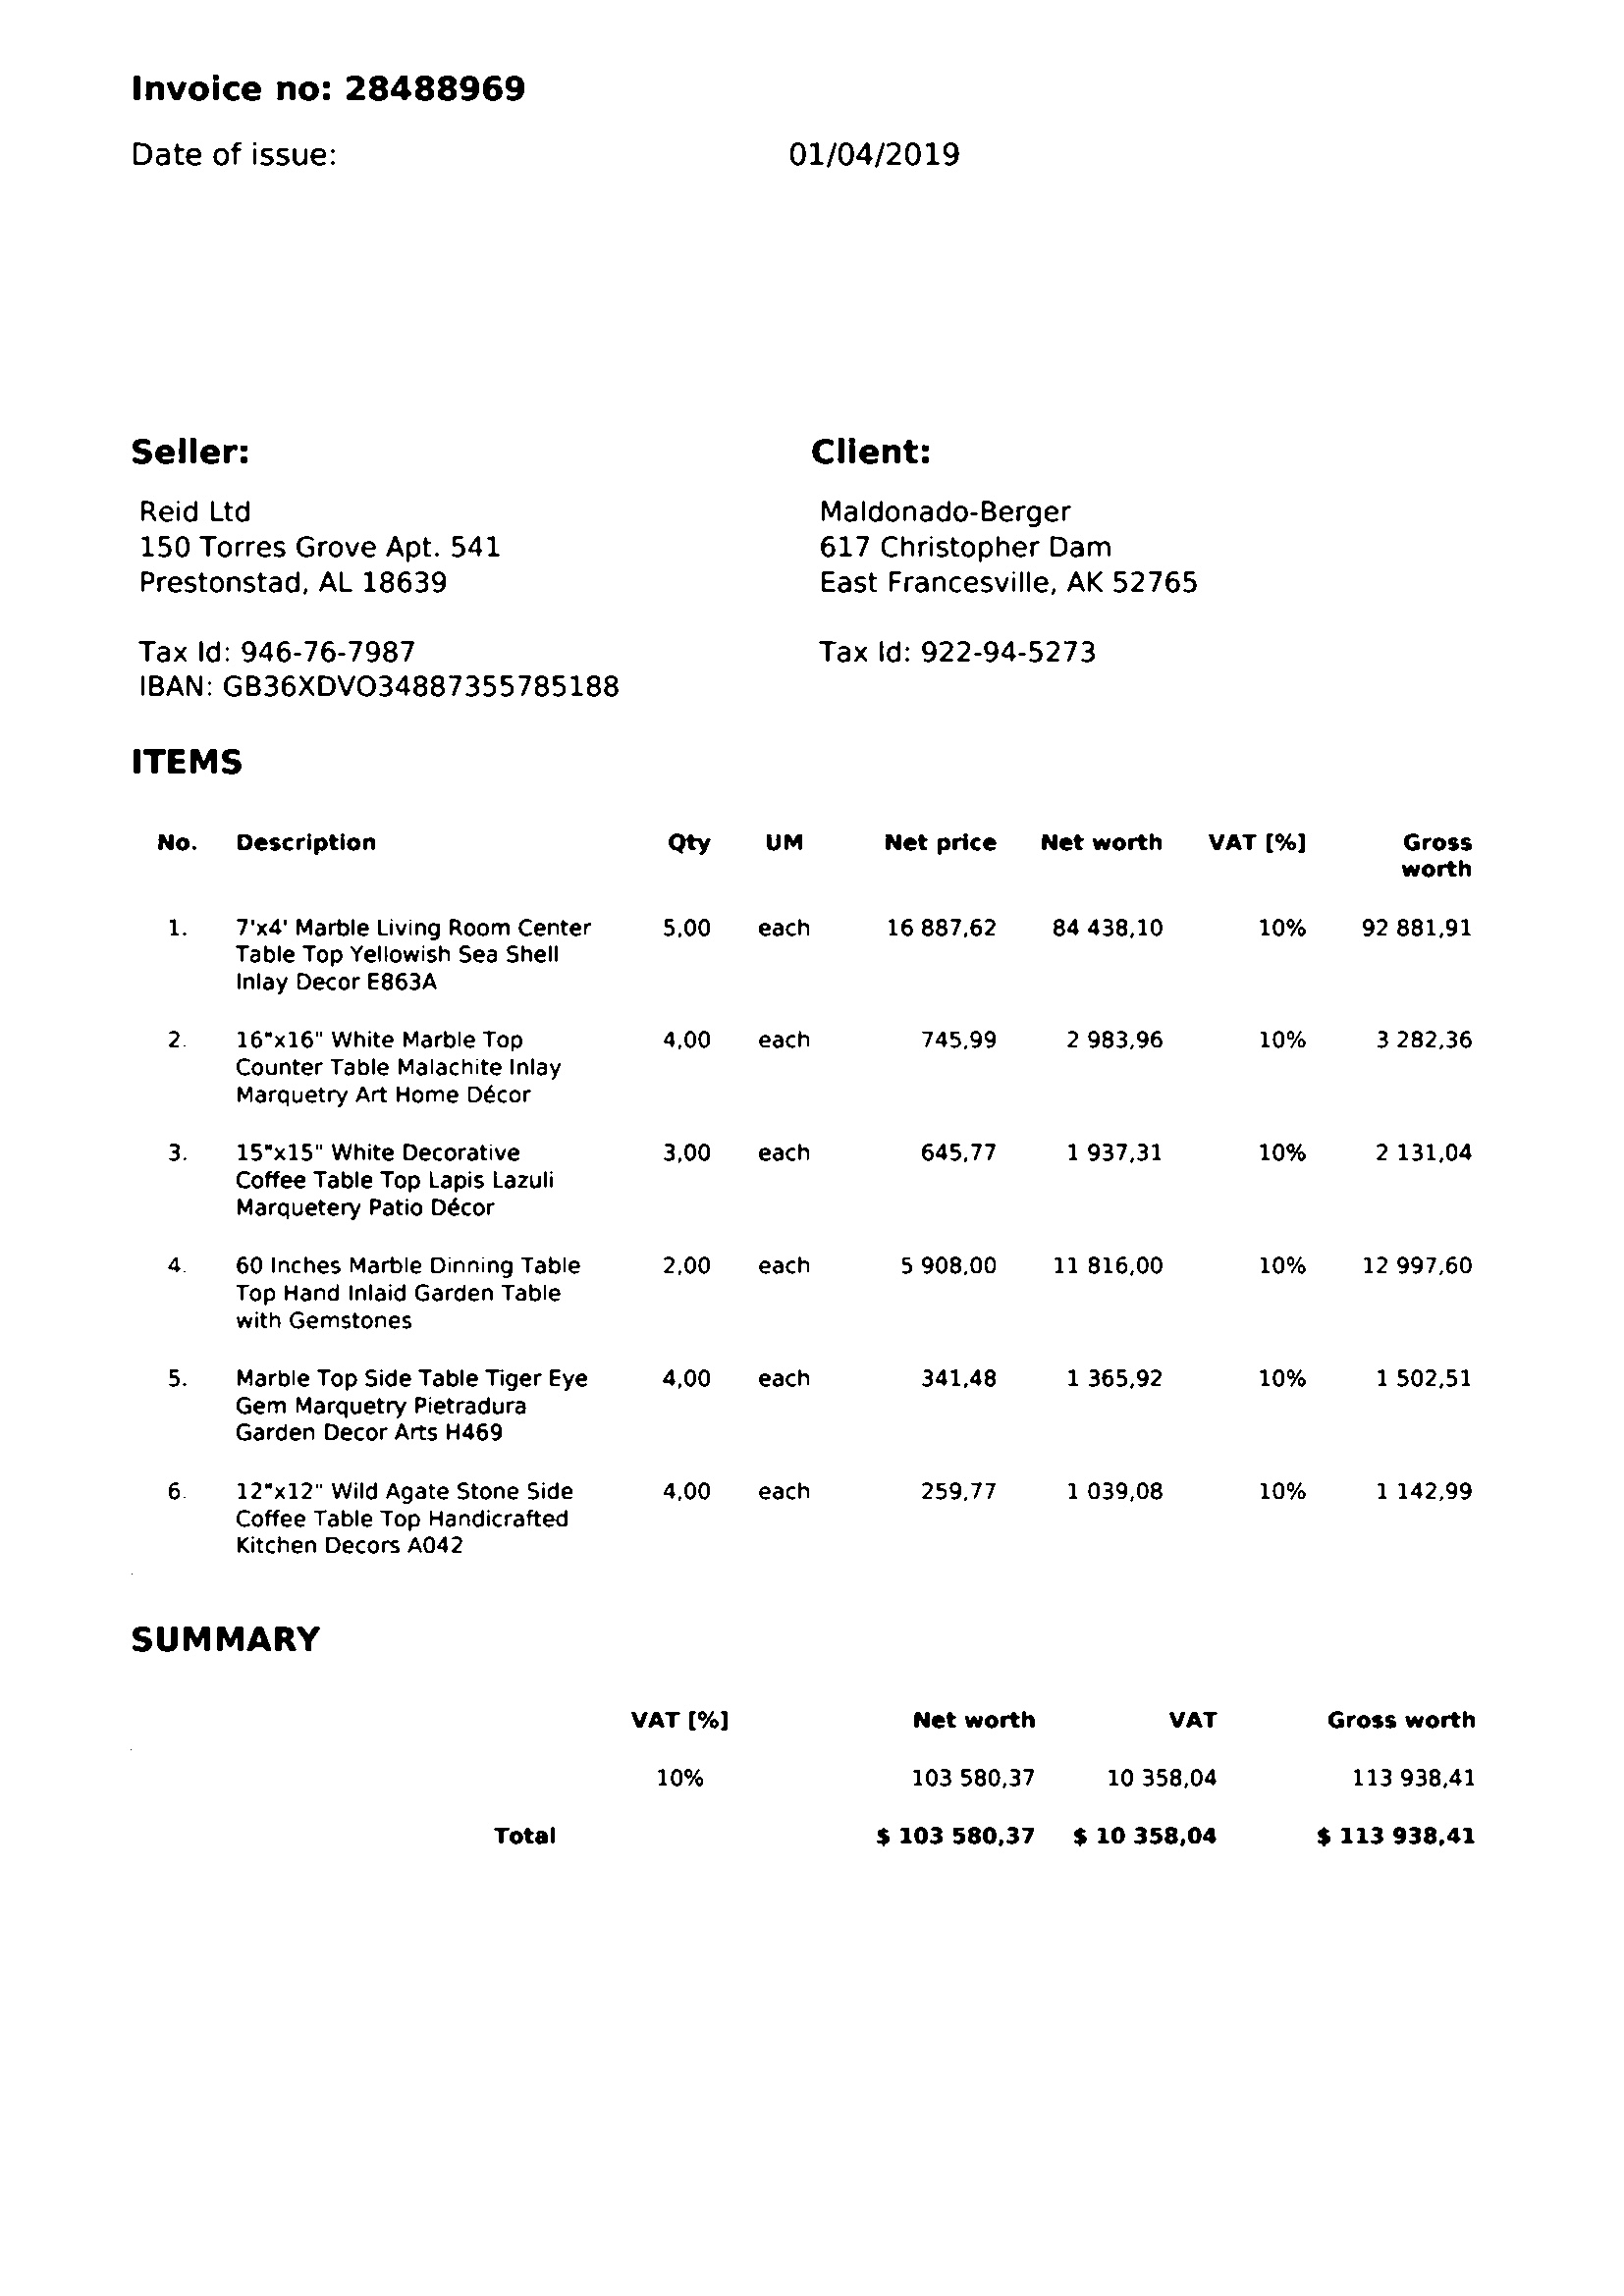 Invoice no: 28488969
Date of issue: 01/04/2019
Seller: Client:
Reid Ltd Maldonado-Berger
150 Torres Grove Apt. 541 617 Christopher Dam
Prestonstad, AL 18639 East Francesville, AK 52765
Tax Id: 946-76-7987 Tax Id: 922-94-5273
IBAN: GB36XDVO34887355785188
ITEMS
No. Description Qty UM Net price Net worth VAT [%] Gross
worth
1. 7'x4' Marble Living Room Center 5,00 each 16 887,62 84 438,10 10% 92 881,91
Table Top Yellowish Sea Shell
Inlay Decor E863A
2. 16"x16" White Marble Top 4,00 each 745,99 2 983,96 10% 3 282,36
Counter Table Malachite Inlay
Marquetry Art Home Décor
3. 15"x15" White Decorative 3,00 each 645,77 1 937,31 10% 2 131,04
Coffee Table Top Lapis Lazuli
Marquetery Patio Décor
4. 60 Inches Marble Dinning Table 2,00 each 5 908,00 11 816,00 10% 12 997,60
Top Hand Inlaid Garden Table
with Gemstones
5. Marble Top Side Table Tiger Eye 4,00 each 341,48 1 365,92 10% 1 502,51
Gem Marquetry Pietradura
Garden Decor Arts H469
6. 12"x12" Wild Agate Stone Side 4,00 each 259,77 1 039,08 10% 1 142,99
Coffee Table Top Handicrafted
Kitchen Decors A042
SUMMARY
VAT [%] Net worth VAT Gross worth
10% 103 580,37 10 358,04 113 938,41
Total $ 103 580,37 $ 10 358,04 $ 113 938,41